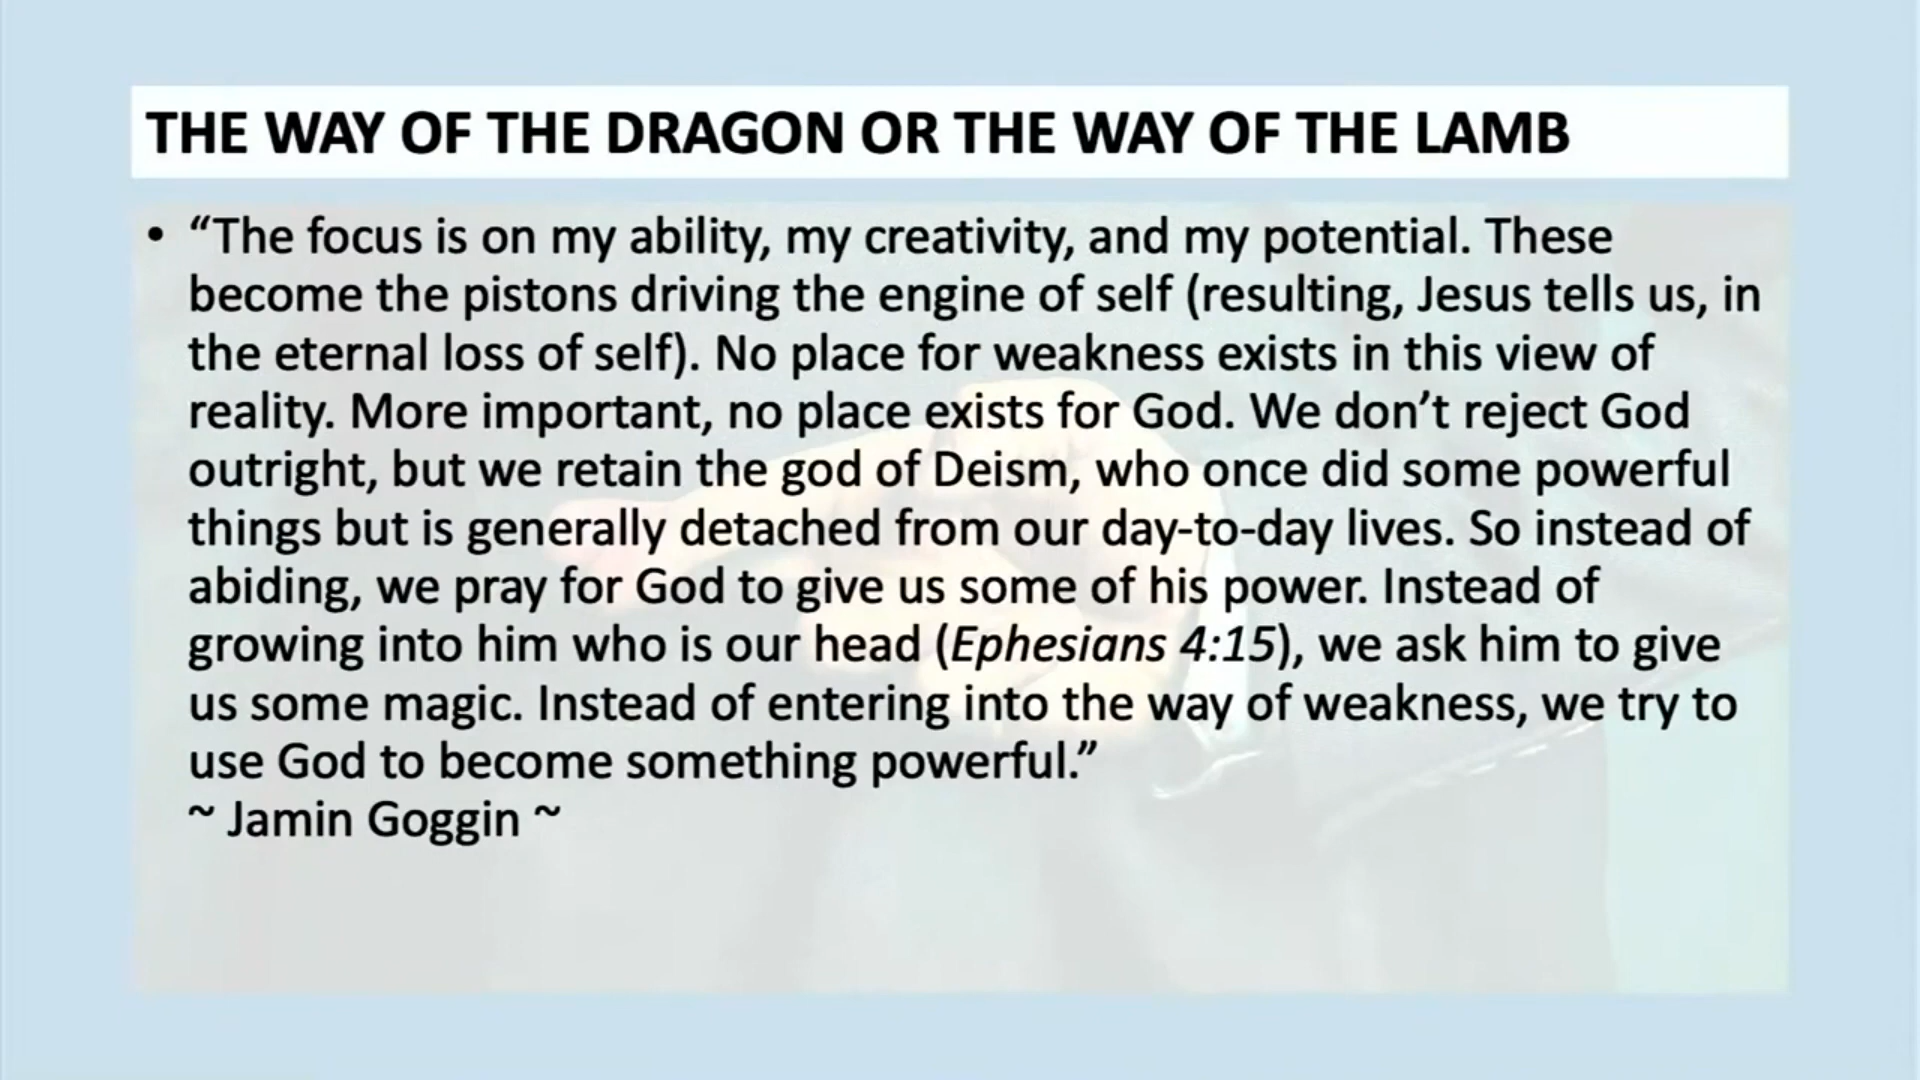 THE WAY OF THE DRAGON OR THE WAY OF THE LAMB
• “The focus is on my ability, my creativity, and my potential. These
become the pistons driving the engine of self (resulting, Jesus tells us, in
the eternal loss of self). No place for weakness exists in this view of
reality. More important, no place exists for God. We don’t reject God
outright, but we retain the god of Deism, who once did some powerful
things but is generally detached from our day-to-day lives. So instead of
abiding, we pray for God to give us some of his power. Instead of
growing into him who is our head (Ephesians 4:15), we ask him to give
us some magic. Instead of entering into the way of weakness, we try to
use God to become something powerful.”
~ Jamin Goggin ~